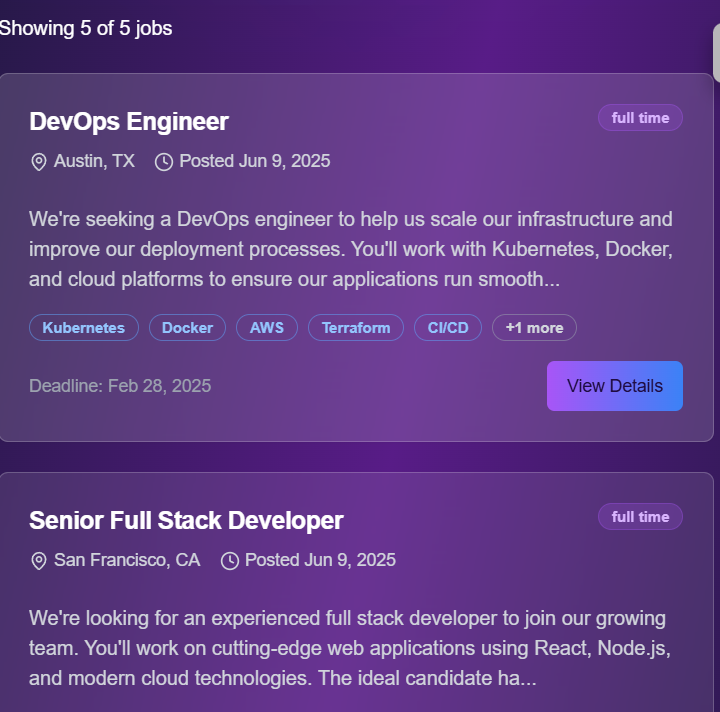 Showing 5 of 5 jobs
DevOps Engineer
full time
Austin, TX Posted Jun 9, 2025
We're seeking a DevOps engineer to help us scale our infrastructure and
improve our deployment processes. You'll work with Kubernetes, Docker,
and cloud platforms to ensure our applications run smooth...
Kubernetes Docker AWS Terraform CI/CD +1 more
Deadline: Feb 28, 2025 View Details
Senior Full Stack Developer
full time
San Francisco, CA Posted Jun 9, 2025
We're looking for an experienced full stack developer to join our growing
team. You'll work on cutting-edge web applications using React, Node.js,
and modern cloud technologies. The ideal candidate ha...